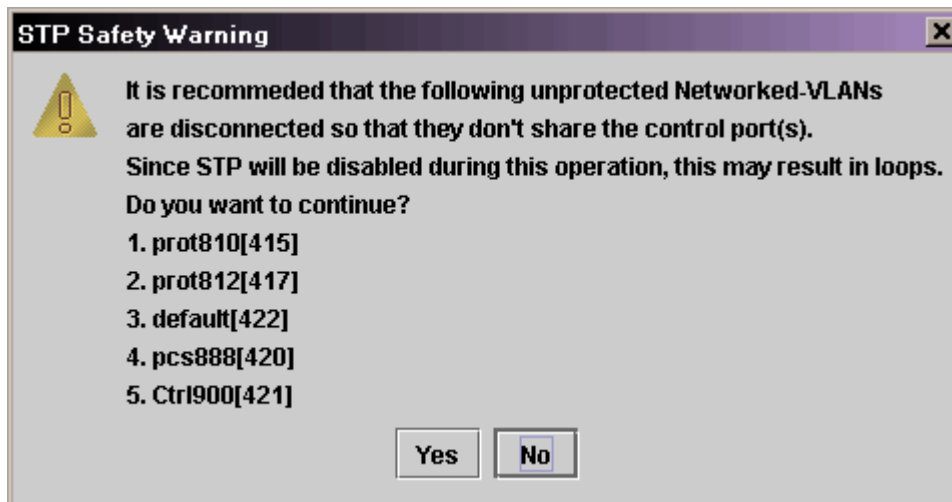 STP Safety Warning
It is recommeded that the following unprotected Networked-VLANs
are disconnected so that they don't share the control port(s).
Since STP will be disabled during this operation, this may result in loops.
Do you want to continue?
1. prot810[415]
2. prot812[417]
3. default[422]
4. pcs888[420]
5. Ctrl900[421]
Yes No